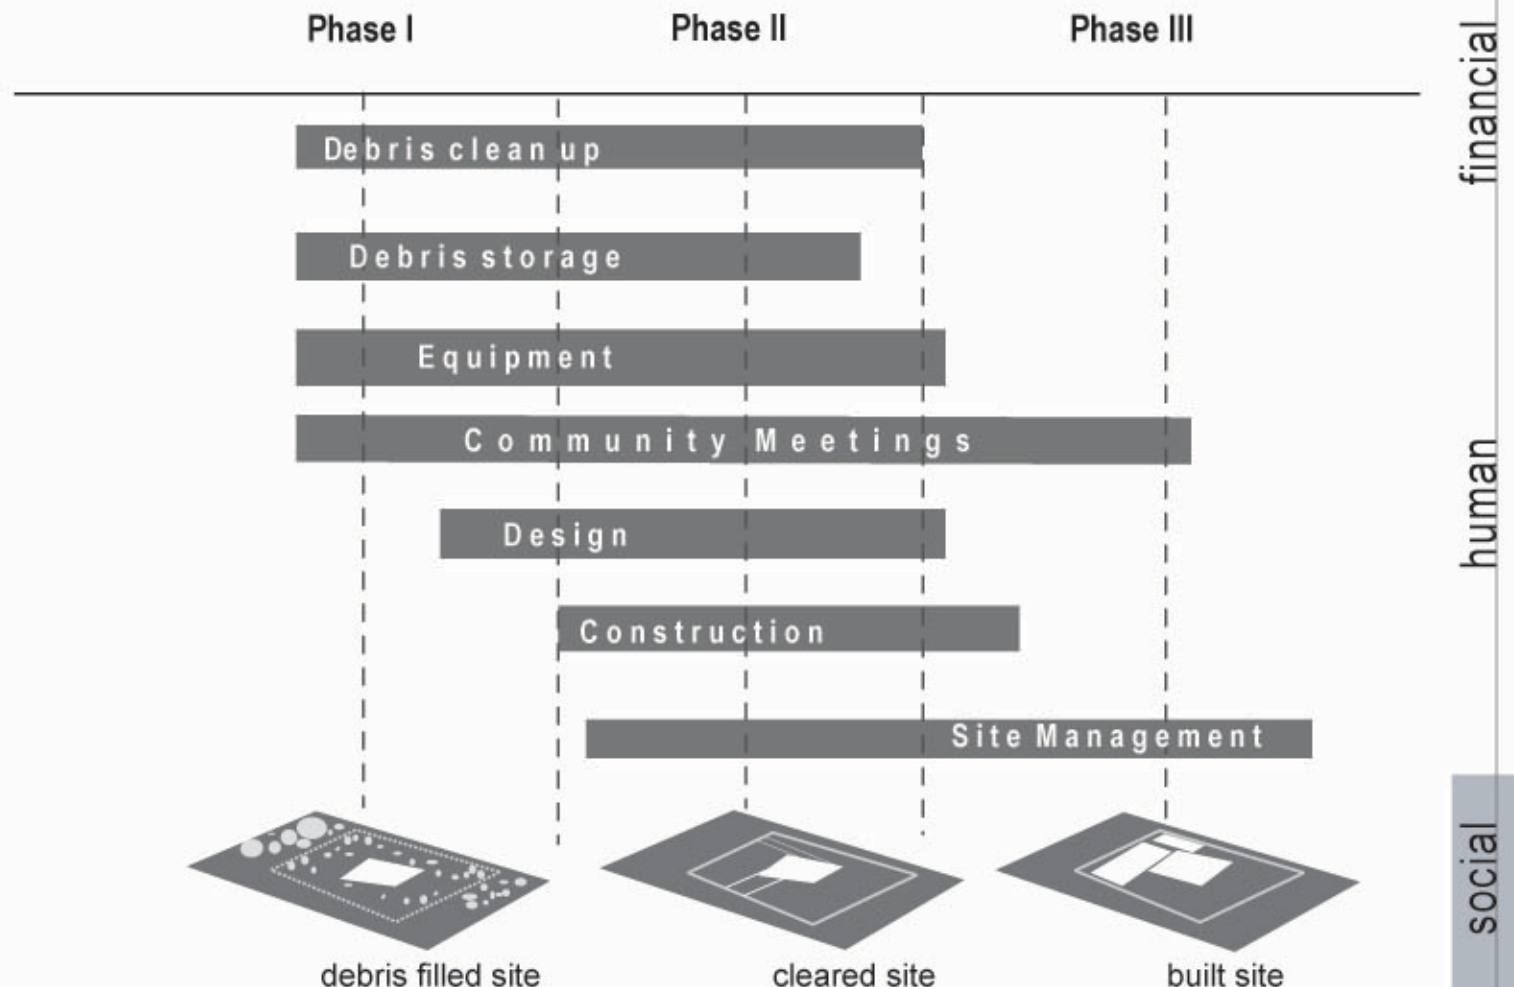 Phase I
Phase II
Phase III
Debris clean up
Debris storage
Equipment
Community Meetings
Design
Construction
Site Management
debris filled site
cleared site
built site
financial
human
social